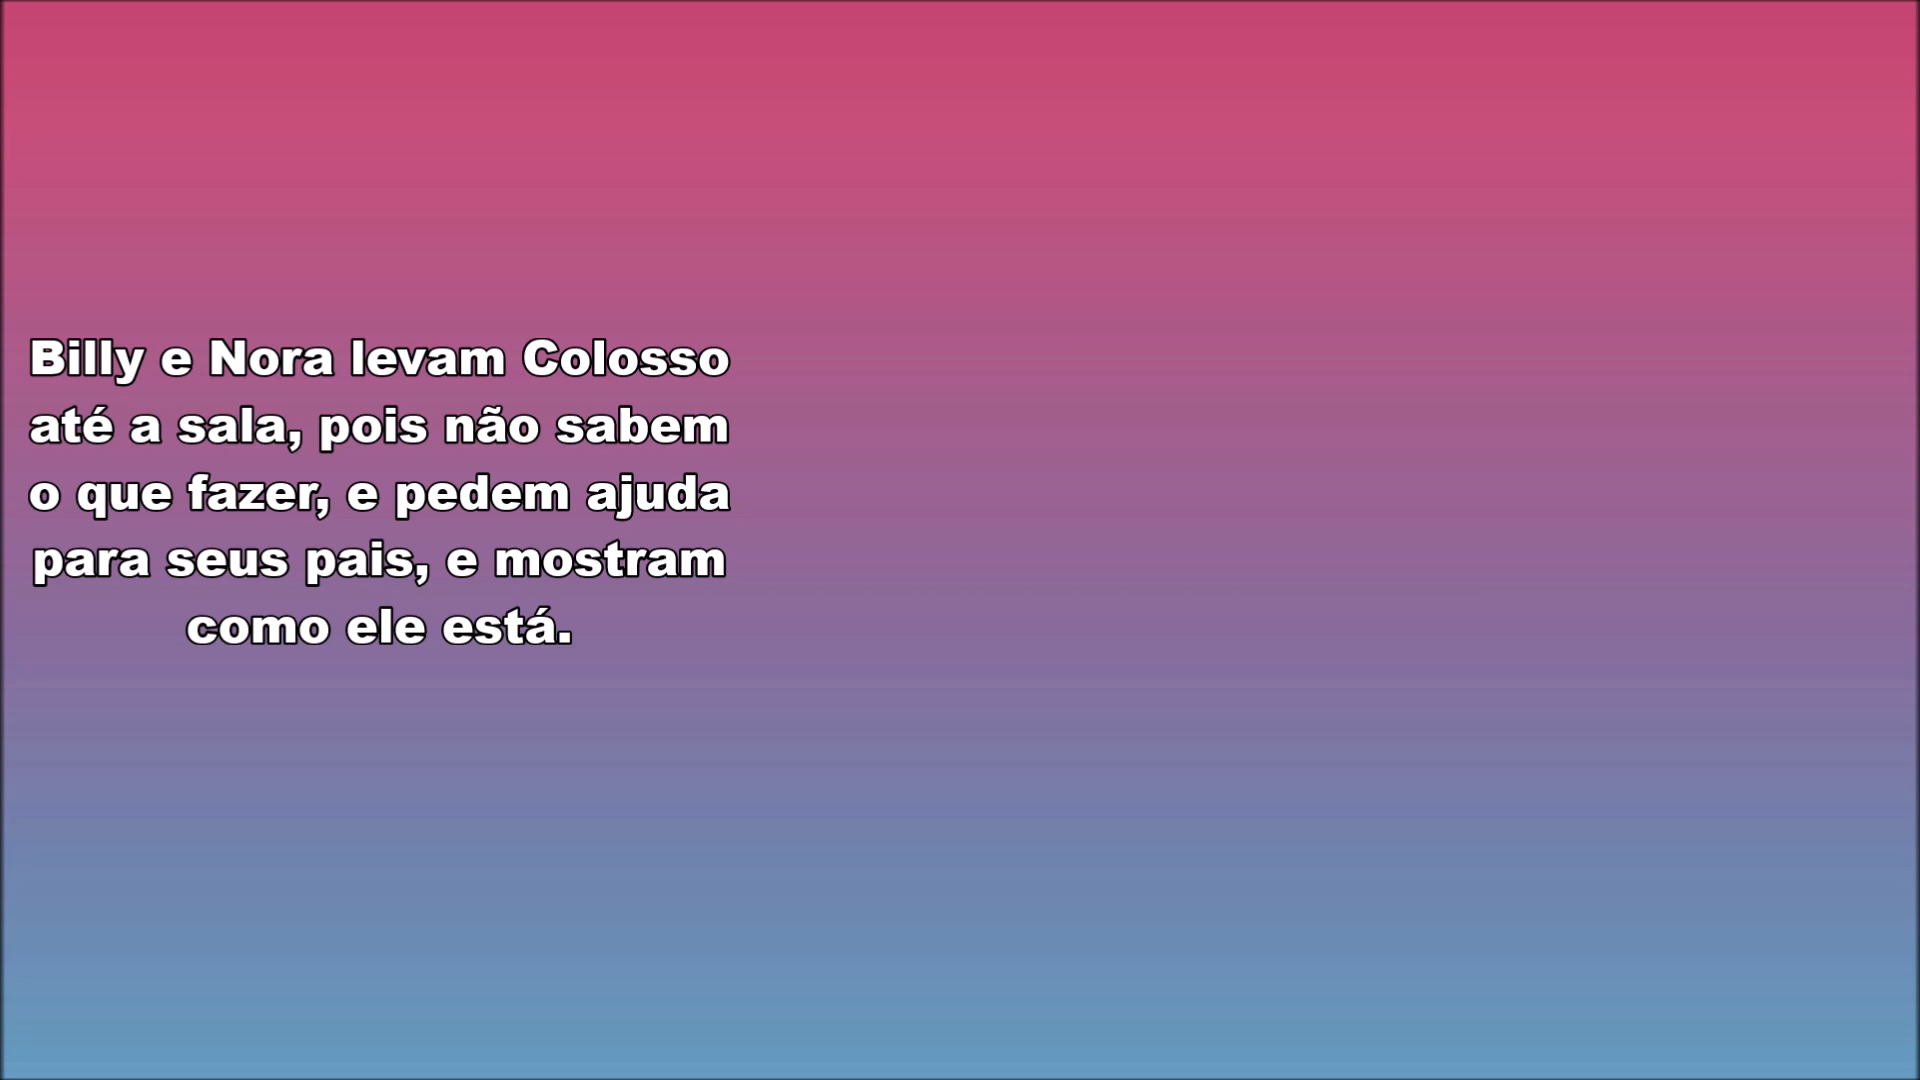 Billy e Nora levam Colosso
até a sala, pois não sabem
o que fazer, e pedem ajuda
para seus pais, e mostram
como ele está.